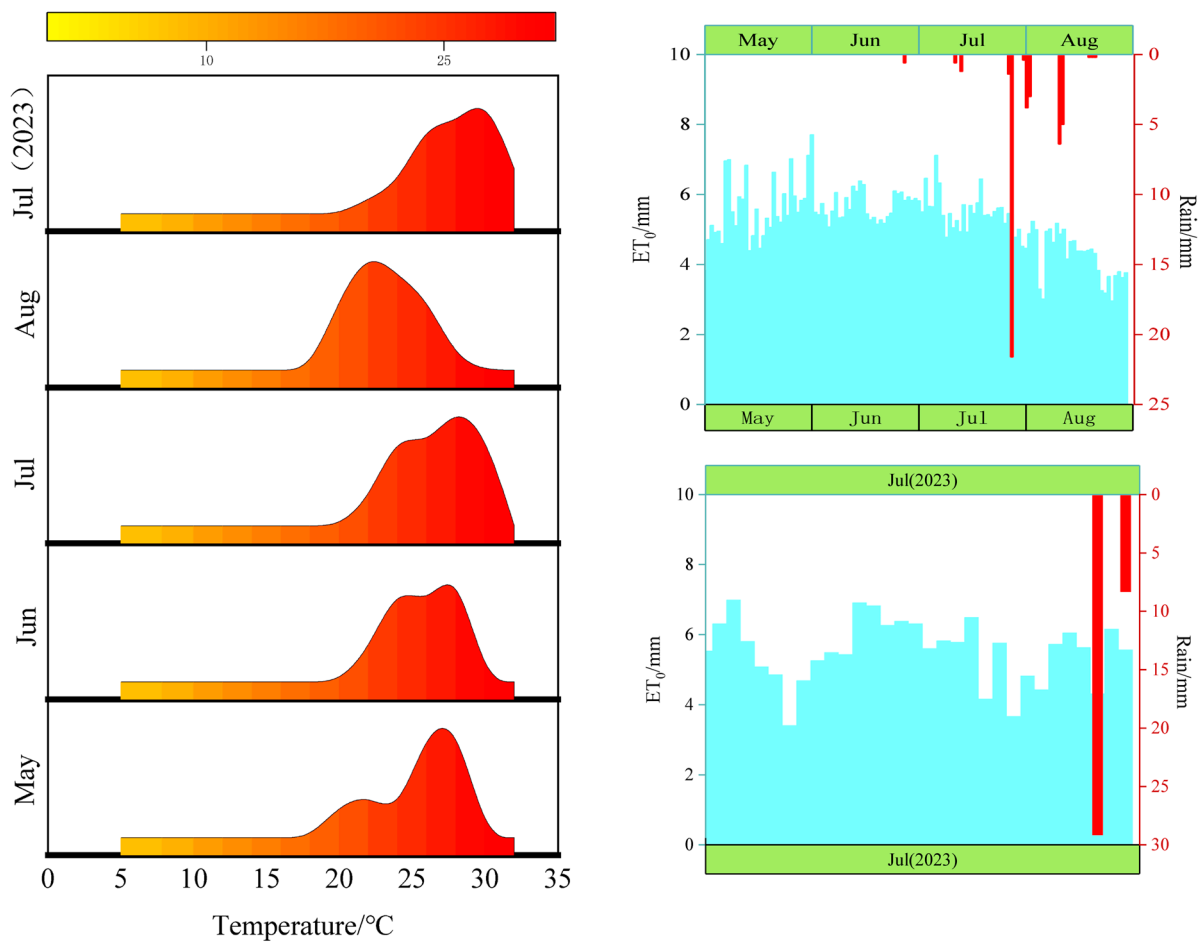 10 25
Jul（2023）
Aug
Jul
Jun
May
0 5 10 15 20 25 30 35
Temperature/℃
May Jun Jul Aug
10 0
8 5
6 10
4 15
2 20
0 25
ET0/mm
Rain/mm
May Jun Jul Aug
Jul(2023)
10 0
8 5
6 10
4 15
2 20
25
0 30
ET0/mm
Rain/mm
Jul(2023)